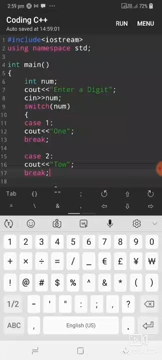 2:59 pm
Coding C++
Auto save at 14:59.01
RUN
MENU
1 #include<iostream>
2 using namespace std;
3
4 int main()
5 {
6 int num;
7 cout<<"Enter a Digit";
8 cin>>num;
9 switch(num)
10 {
11 case 1:
12 cout<<"One";
13 break;
14
15 case 2:
16 cout<<"Tow";
17 break;
18
Tab { } ( ) ; ,
^ \ & .
1 2 3 4 5 6 7 8 9 0
+ × ÷ = / _ € £ ¥ ₩
! @ # $ % ^ & * ( )
1/2 - ' " : ; , ?
ABC , English (US) .